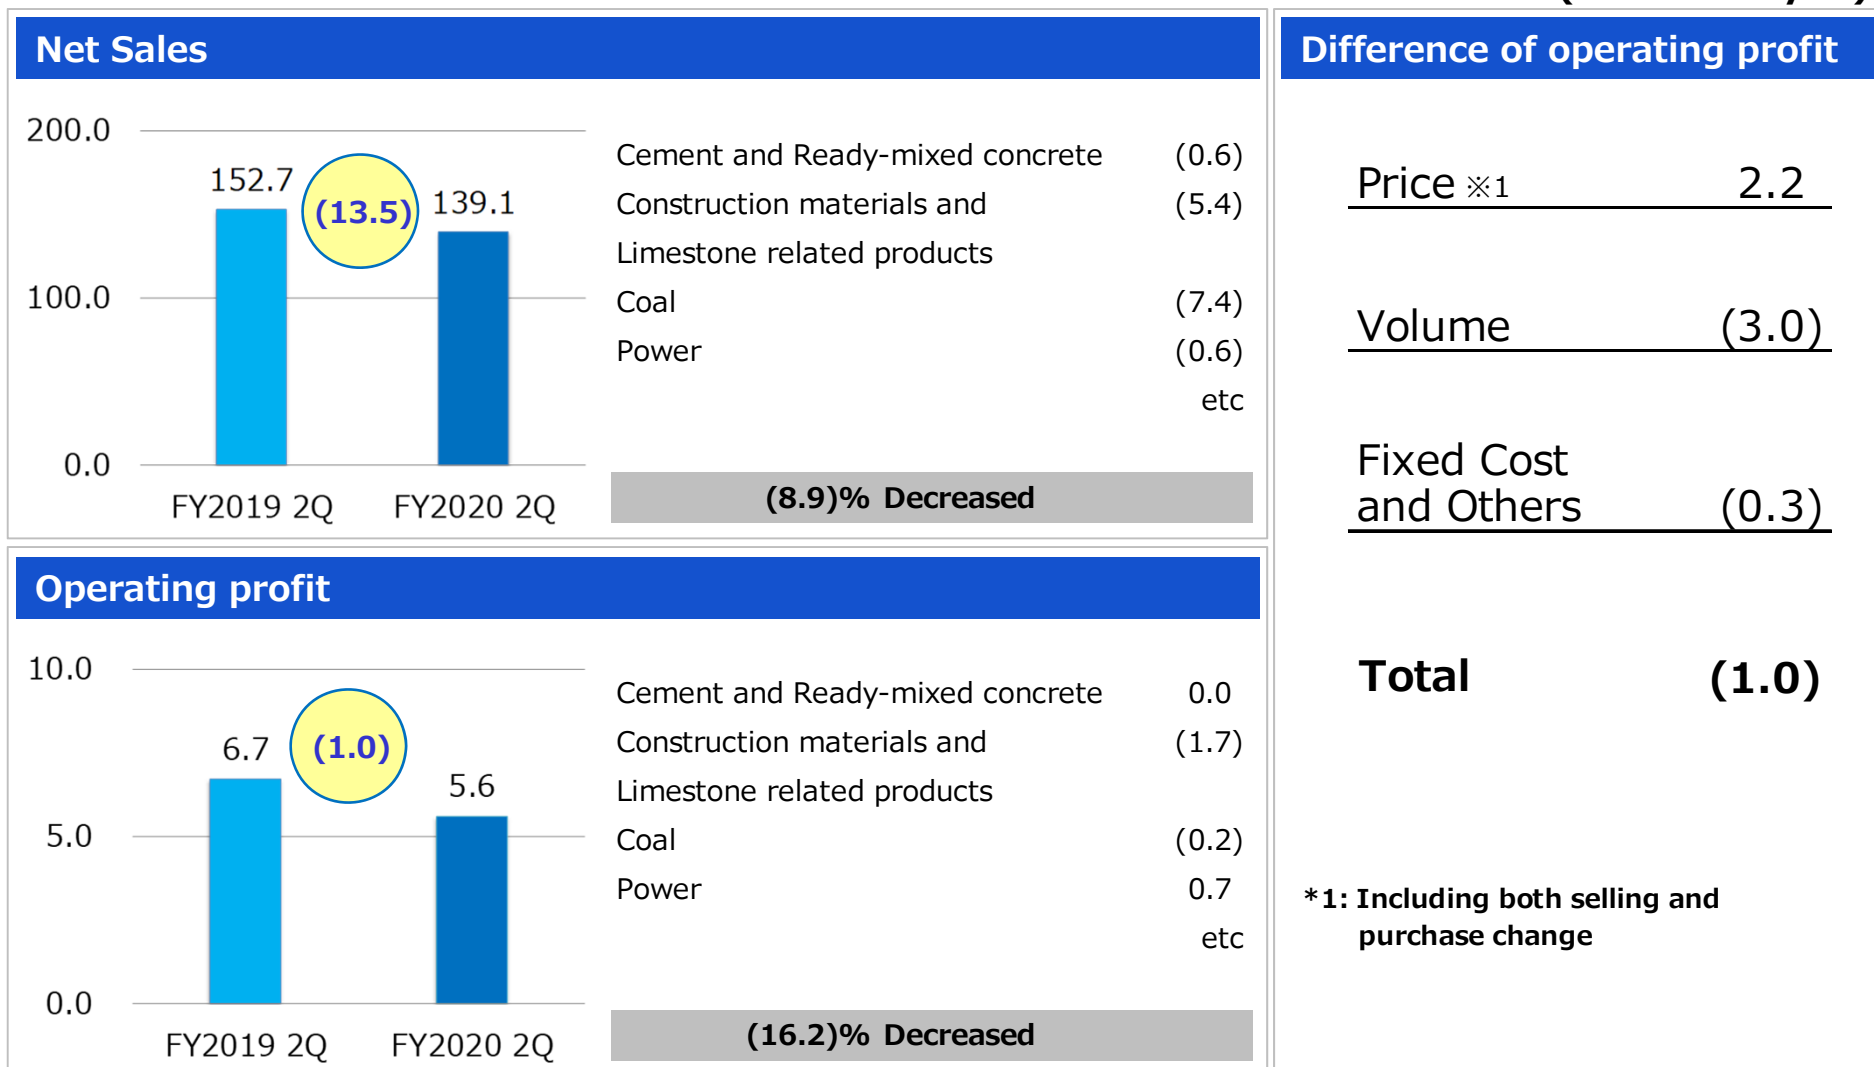 Net Sales
200.0
100.0
0.0
152.7
(13.5)
139.1
FY2019 2Q
FY2020 2Q
Cement and Ready-mixed concrete (0.6)
Construction materials and (5.4)
Limestone related products
Coal (7.4)
Power (0.6)
etc
(8.9)% Decreased
Operating profit
10.0
5.0
0.0
6.7
(1.0)
5.6
FY2019 2Q
FY2020 2Q
Cement and Ready-mixed concrete 0.0
Construction materials and (1.7)
Limestone related products
Coal (0.2)
Power 0.7
etc
(16.2)% Decreased
Difference of operating profit
Price ※1 2.2
Volume (3.0)
Fixed Cost
and Others (0.3)
Total (1.0)
*1: Including both selling and
purchase change